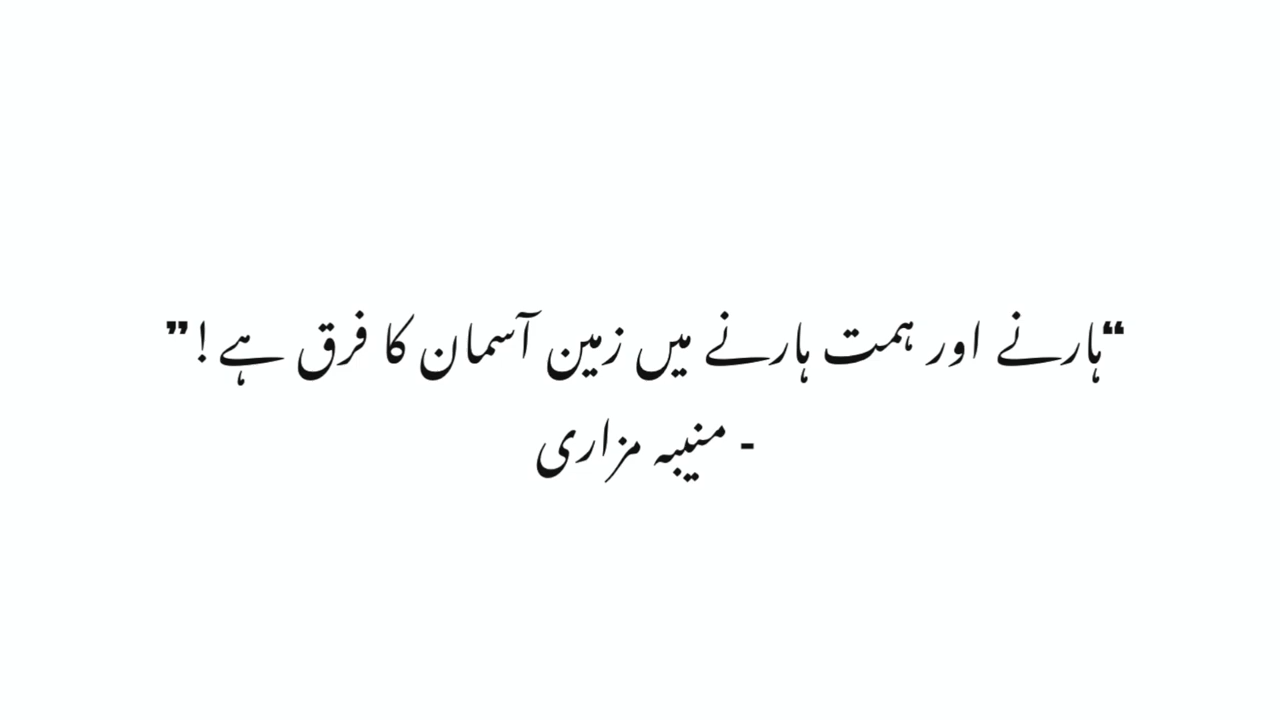 “ہارنے اور ہمت ہارنے میں زمین آسمان کا فرق ہے!”
- منیبہ مزاری